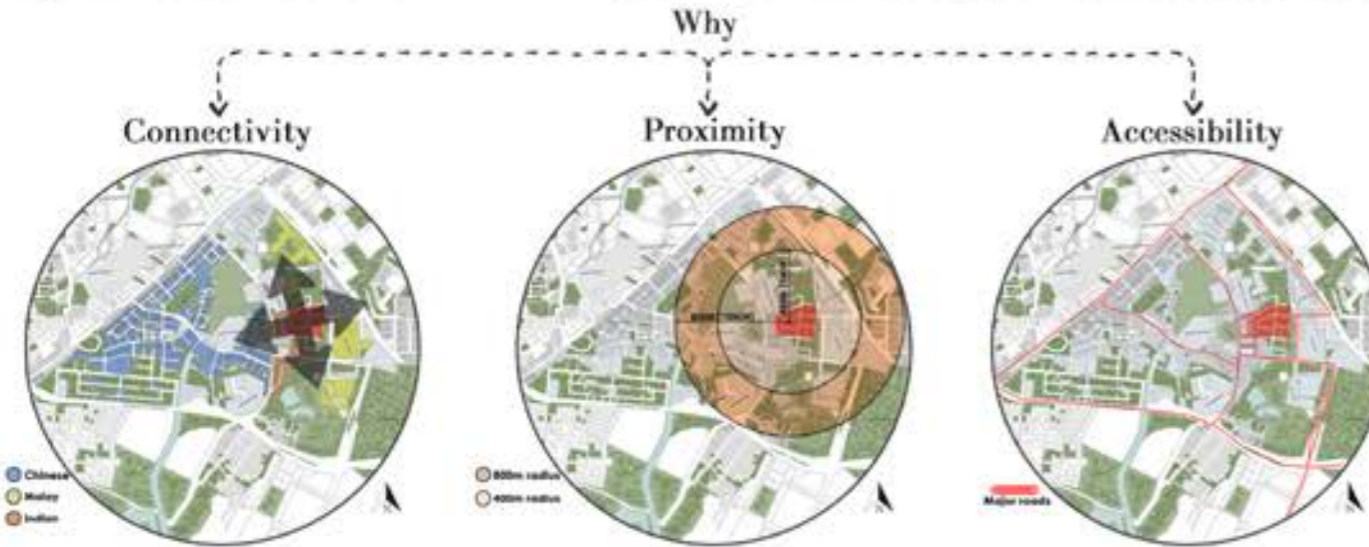 Why
Connectivity
Proximity
Accessibility
Chinese
Malay
Indian
800m radius
400m radius
Major roads